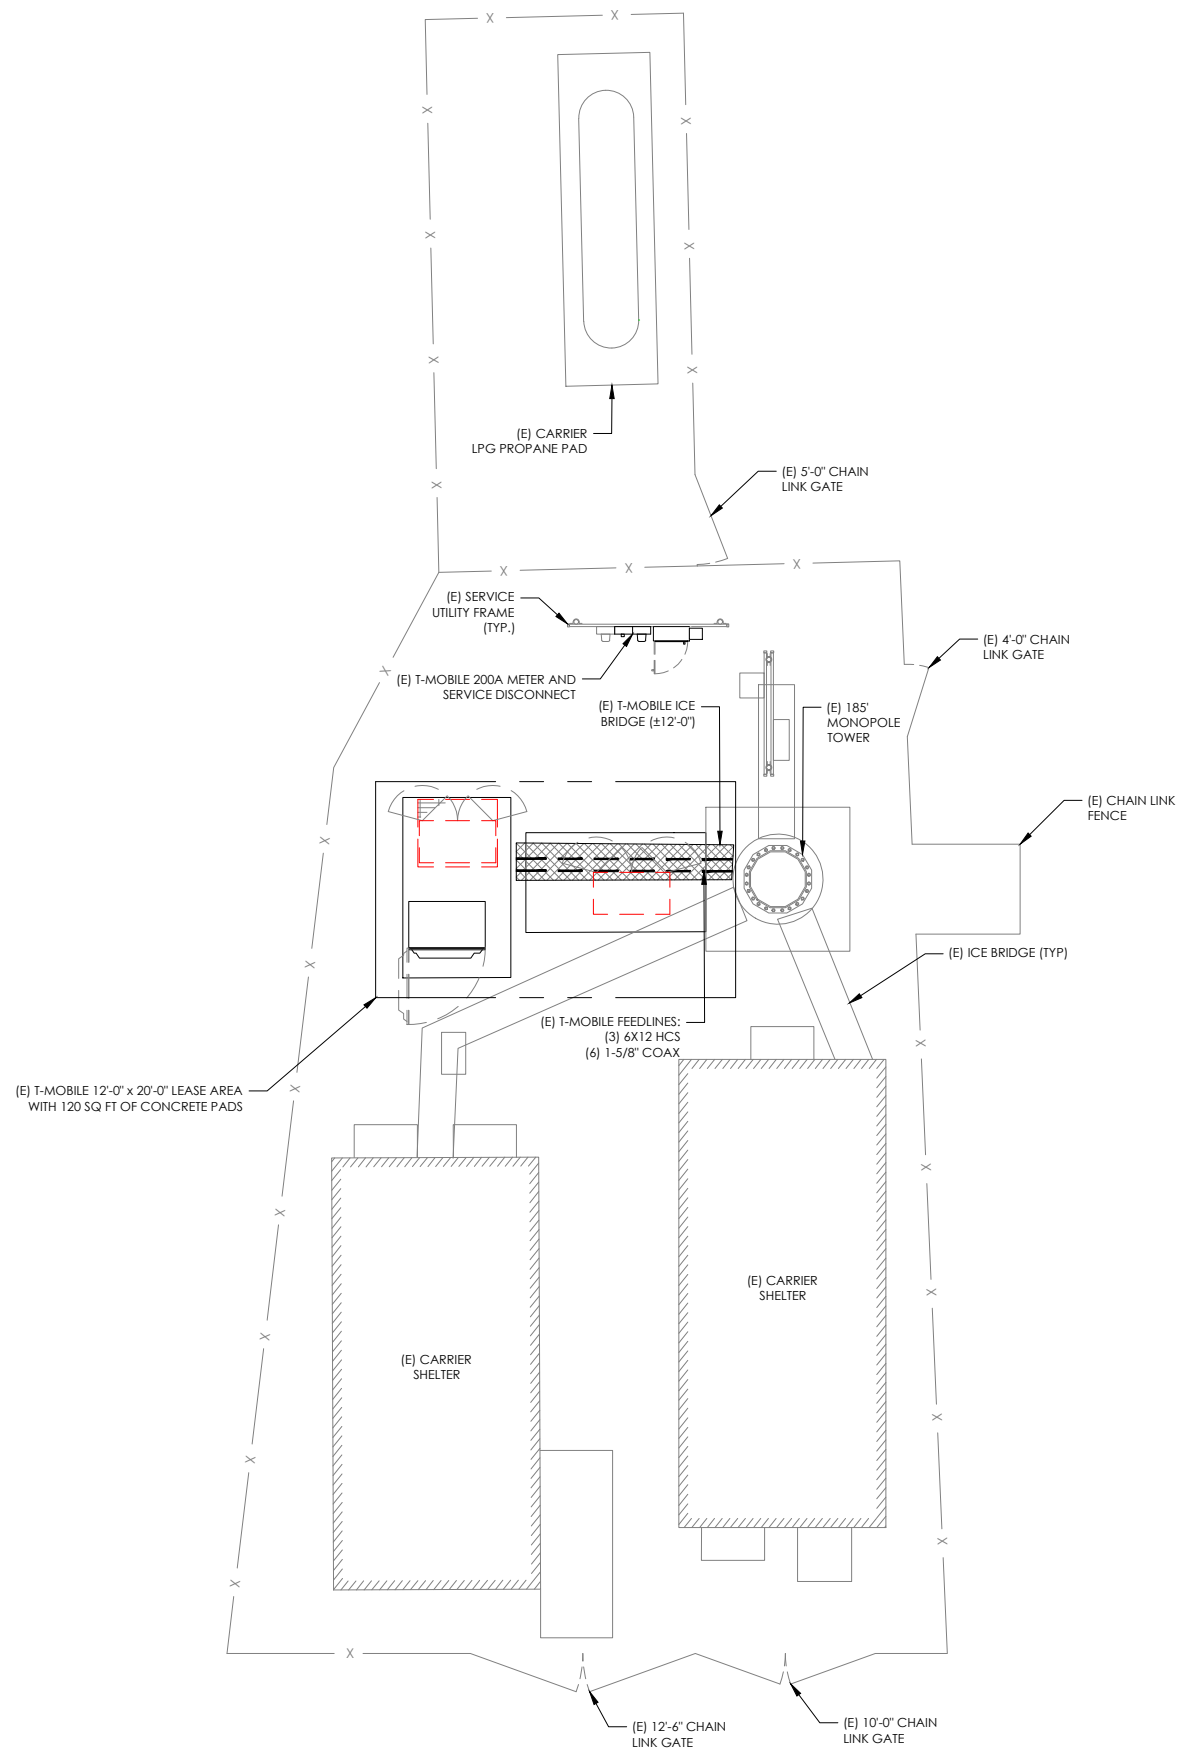 (E) CARRIER
LPG PROPANE PAD
(E) 5'-0" CHAIN
LINK GATE
(E) SERVICE
UTILITY FRAME
(TYP.)
(E) 4'-0" CHAIN
LINK GATE
(E) T-MOBILE 200A METER AND
SERVICE DISCONNECT
(E) T-MOBILE ICE
BRIDGE (±12'-0")
(E) 185'
MONOPOLE
TOWER
(E) CHAIN LINK
FENCE
(E) ICE BRIDGE (TYP)
(E) T-MOBILE FEEDLINES:
(3) 6X12 HCS
(6) 1-5/8" COAX
(E) T-MOBILE 12'-0" x 20'-0" LEASE AREA
WITH 120 SQ FT OF CONCRETE PADS
(E) CARRIER
SHELTER
(E) CARRIER
SHELTER
(E) 12'-6" CHAIN
LINK GATE
(E) 10'-0" CHAIN
LINK GATE